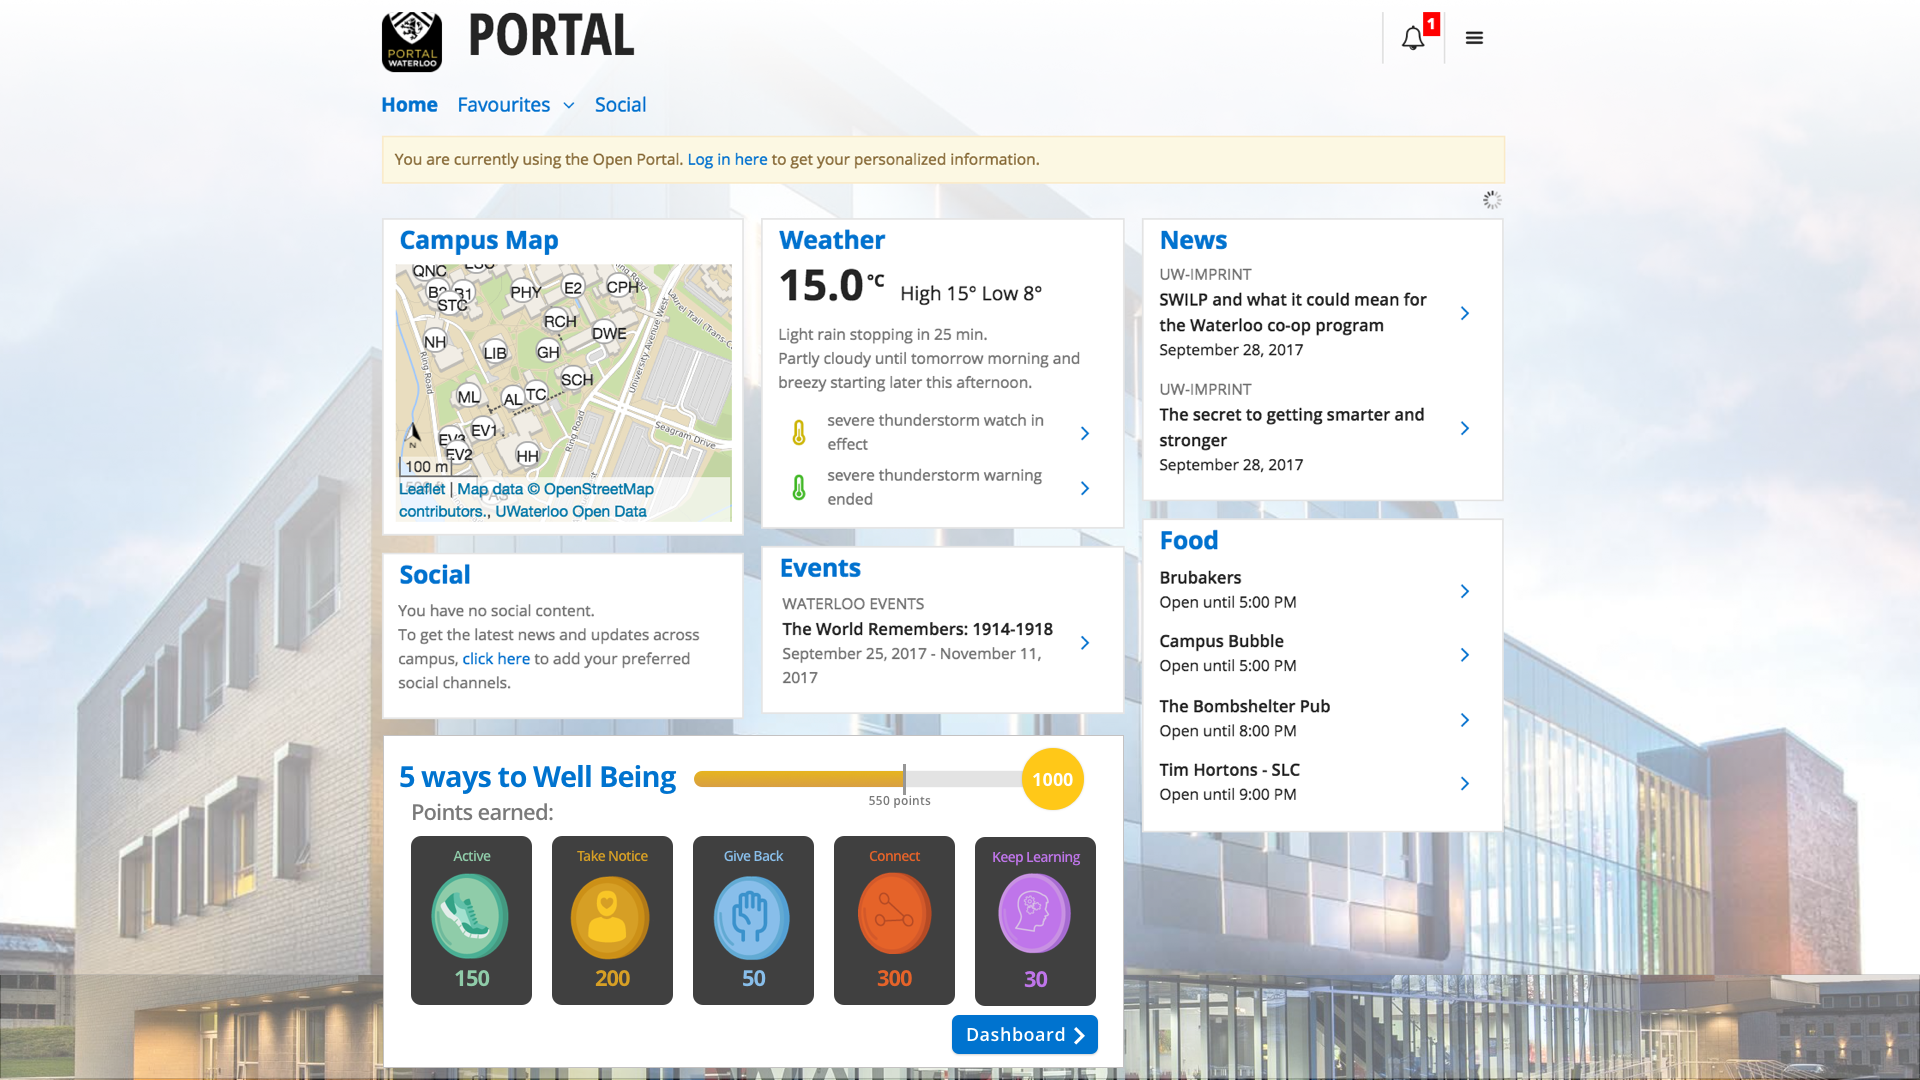 PORTAL
WATERLOO
PORTAL
1
Home
Favourites
Social
You are currently using the Open Portal. Log in here to get your personalized information.
Campus Map
QNC
STC
PHY
E2
CPH
RCH
DWE
NH
LIB
GH
SCH
ML
AL
TC
EV1
EV3
EV2
HH
Ring Road
Ring Road
University Avenue West
Seagram Drive
N
100 m
Leaflet | Map data © OpenStreetMap
contributors., UWaterloo Open Data
Social
You have no social content.
To get the latest news and updates across
campus, click here to add your preferred
social channels.
Weather
15.0 °C High 15° Low 8°
Light rain stopping in 25 min.
Partly cloudy until tomorrow morning and
breezy starting later this afternoon.
severe thunderstorm watch in
effect
severe thunderstorm warning
ended
Events
WATERLOO EVENTS
The World Remembers: 1914-1918
September 25, 2017 - November 11,
2017
News
UW-IMPRINT
SWILP and what it could mean for
the Waterloo co-op program
September 28, 2017
UW-IMPRINT
The secret to getting smarter and
stronger
September 28, 2017
Food
Brubakers
Open until 5:00 PM
Campus Bubble
Open until 5:00 PM
The Bombshelter Pub
Open until 8:00 PM
Tim Hortons - SLC
Open until 9:00 PM
5 ways to Well Being
1000
550 points
Points earned:
Active
150
Take Notice
200
Give Back
50
Connect
300
Keep Learning
30
Dashboard